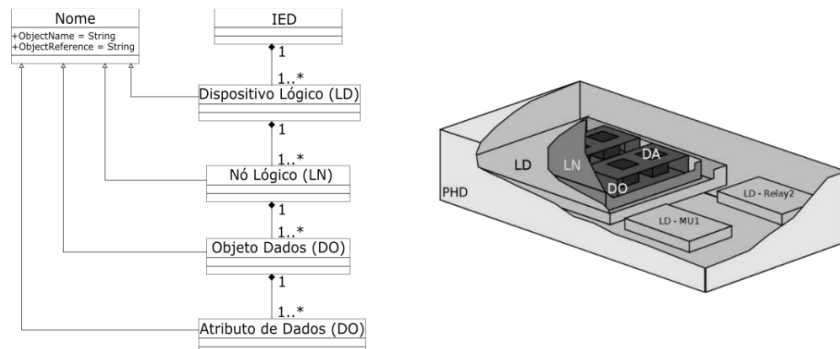 Nome
+ObjectName = String
+ObjectReference = String
IED
1
1..*
Dispositivo Lógico (LD)
1
1..*
Nó Lógico (LN)
1
1..*
Objeto Dados (DO)
1
1..*
Atributo de Dados (DO)
PHD
LD
LN
DO
DA
LD - MU1
LD - Relay2